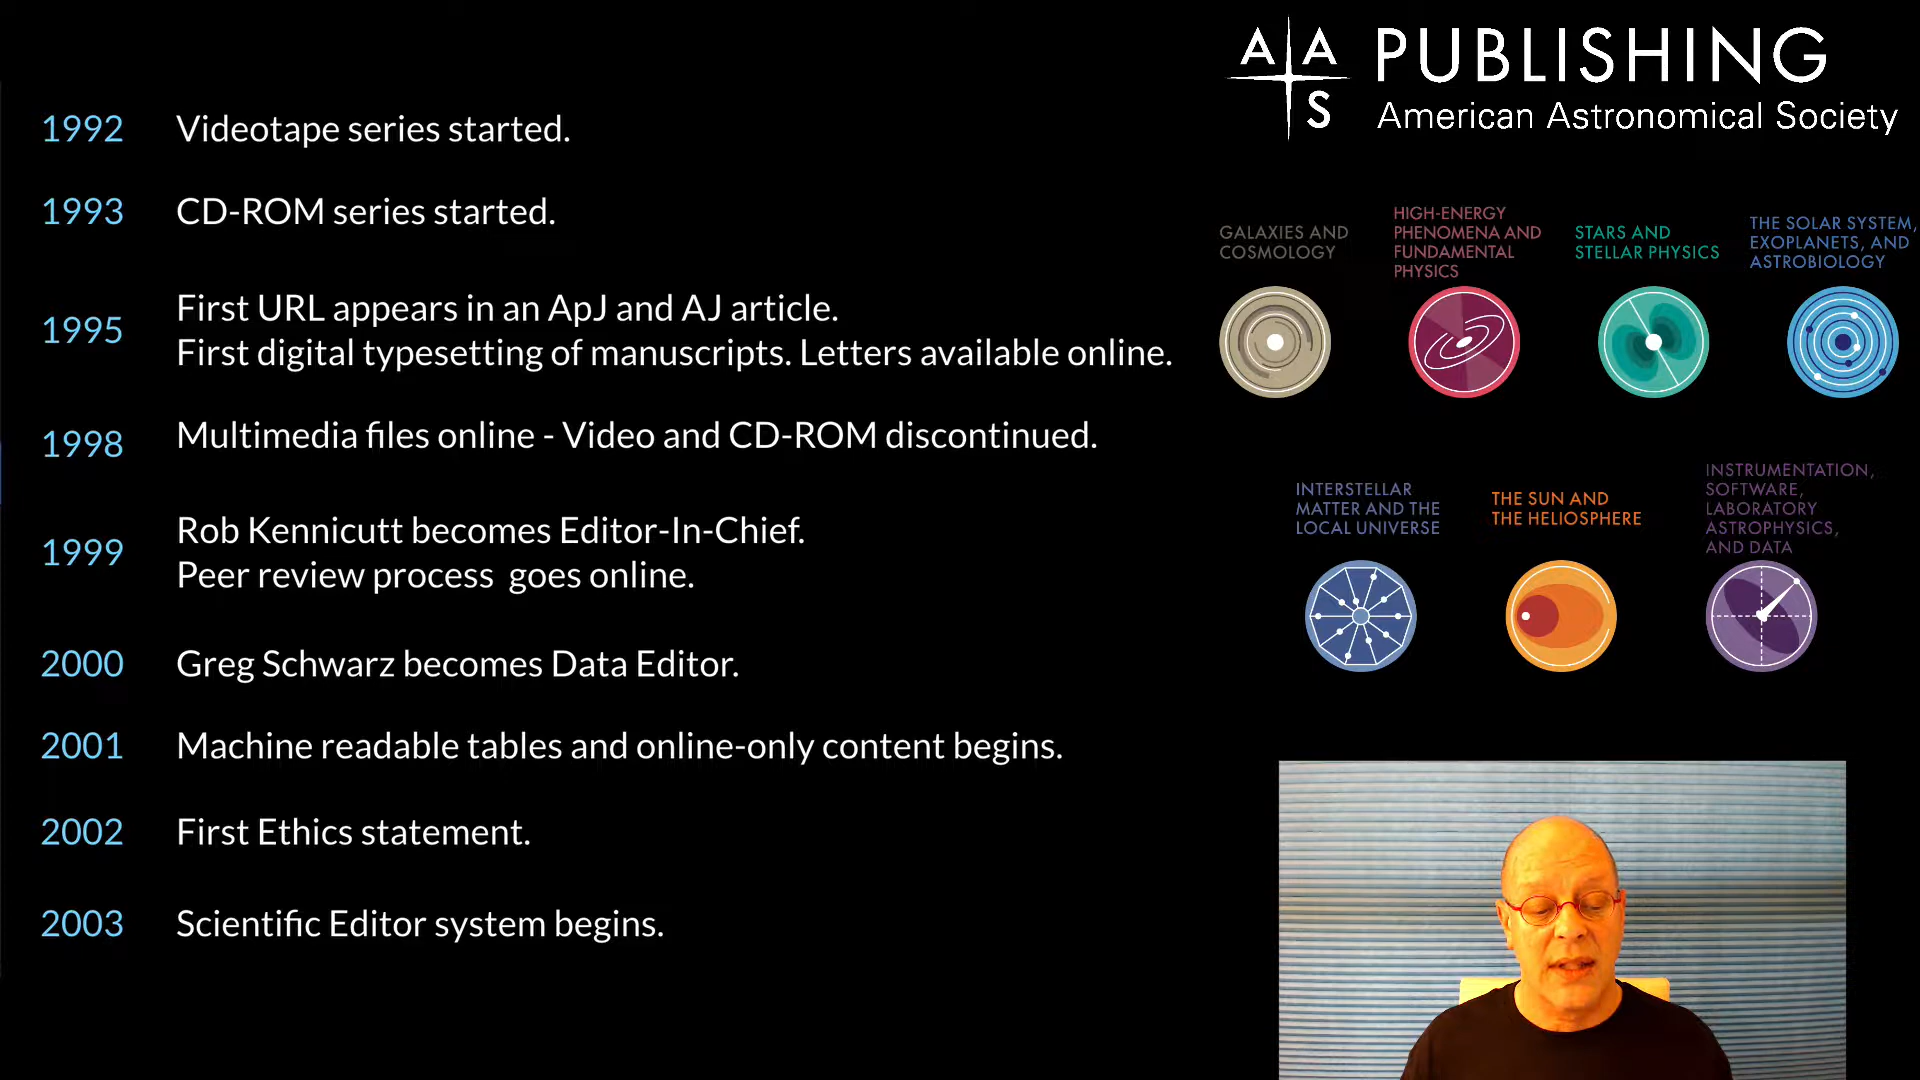 A A S PUBLISHING
American Astronomical Society
1992 Videotape series started.
1993 CD-ROM series started.
1995 First URL appears in an ApJ and AJ article.
First digital typesetting of manuscripts. Letters available online.
1998 Multimedia files online - Video and CD-ROM discontinued.
1999 Rob Kennicutt becomes Editor-In-Chief.
Peer review process goes online.
2000 Greg Schwarz becomes Data Editor.
2001 Machine readable tables and online-only content begins.
2002 First Ethics statement.
2003 Scientific Editor system begins.
GALAXIES AND
COSMOLOGY
HIGH-ENERGY
PHENOMENA AND
FUNDAMENTAL
PHYSICS
STARS AND
STELLAR PHYSICS
THE SOLAR SYSTEM,
EXOPLANETS, AND
ASTROBIOLOGY
INTERSTELLAR
MATTER AND THE
LOCAL UNIVERSE
THE SUN AND
THE HELIOSPHERE
INSTRUMENTATION,
SOFTWARE,
LABORATORY
ASTROPHYSICS,
AND DATA